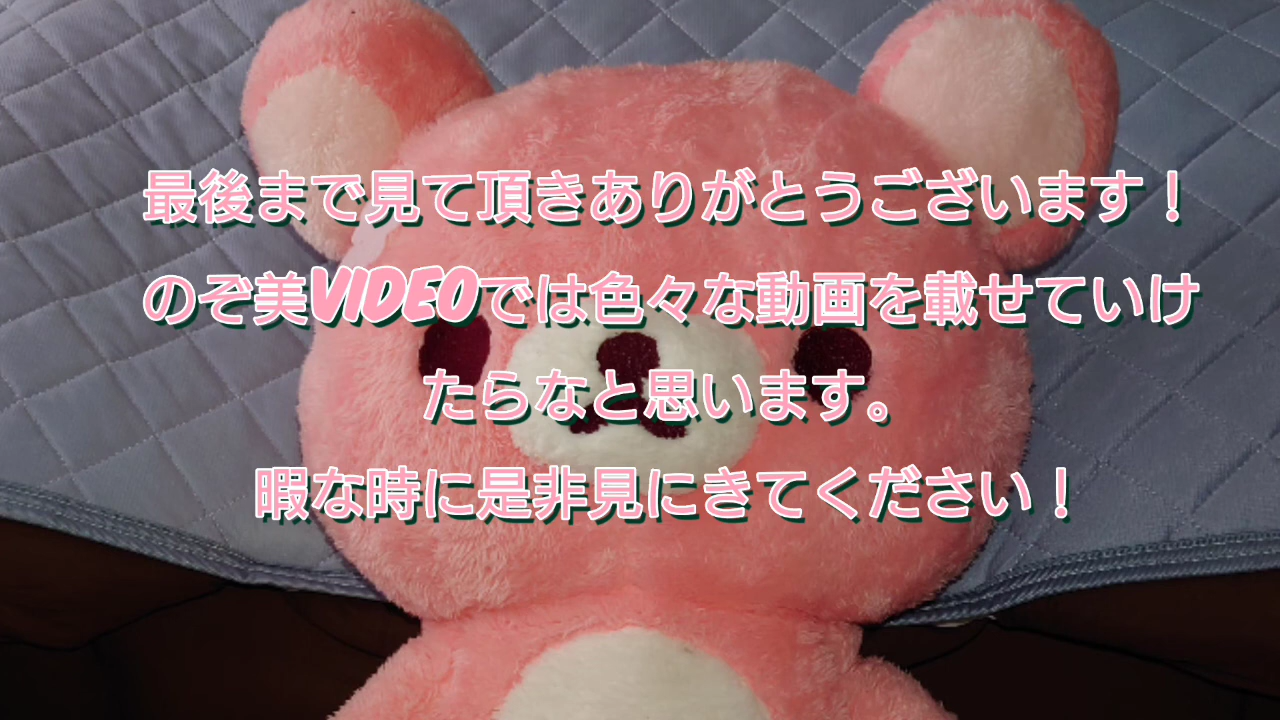 最後まで見て頂きありがとうございます！
のぞ美VIDEOでは色々な動画を載せていけ
たらなと思います。
暇な時に是非見にきてください！